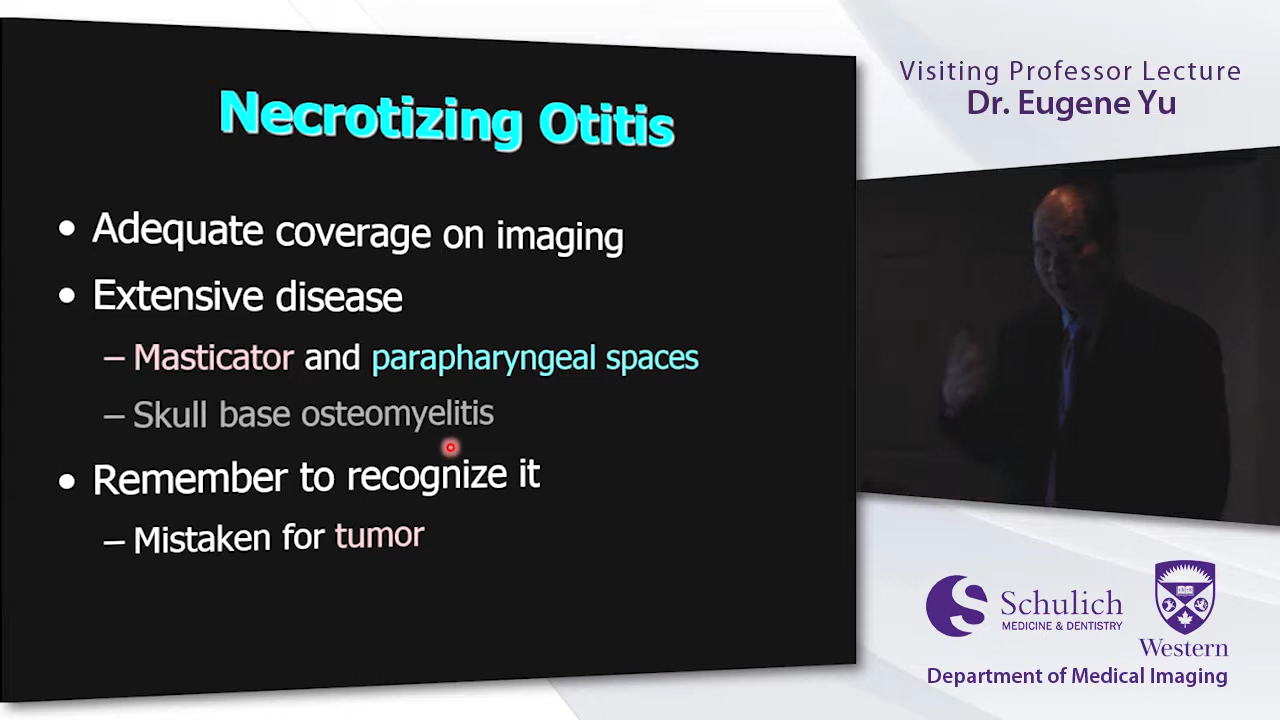 Necrotizing Otitis
• Adequate coverage on imaging
• Extensive disease
– Masticator and parapharyngeal spaces
– Skull base osteomyelitis
• Remember to recognize it
– Mistaken for tumor
Visiting Professor Lecture
Dr. Eugene Yu
Schulich
MEDICINE & DENTISTRY
Western
Department of Medical Imaging